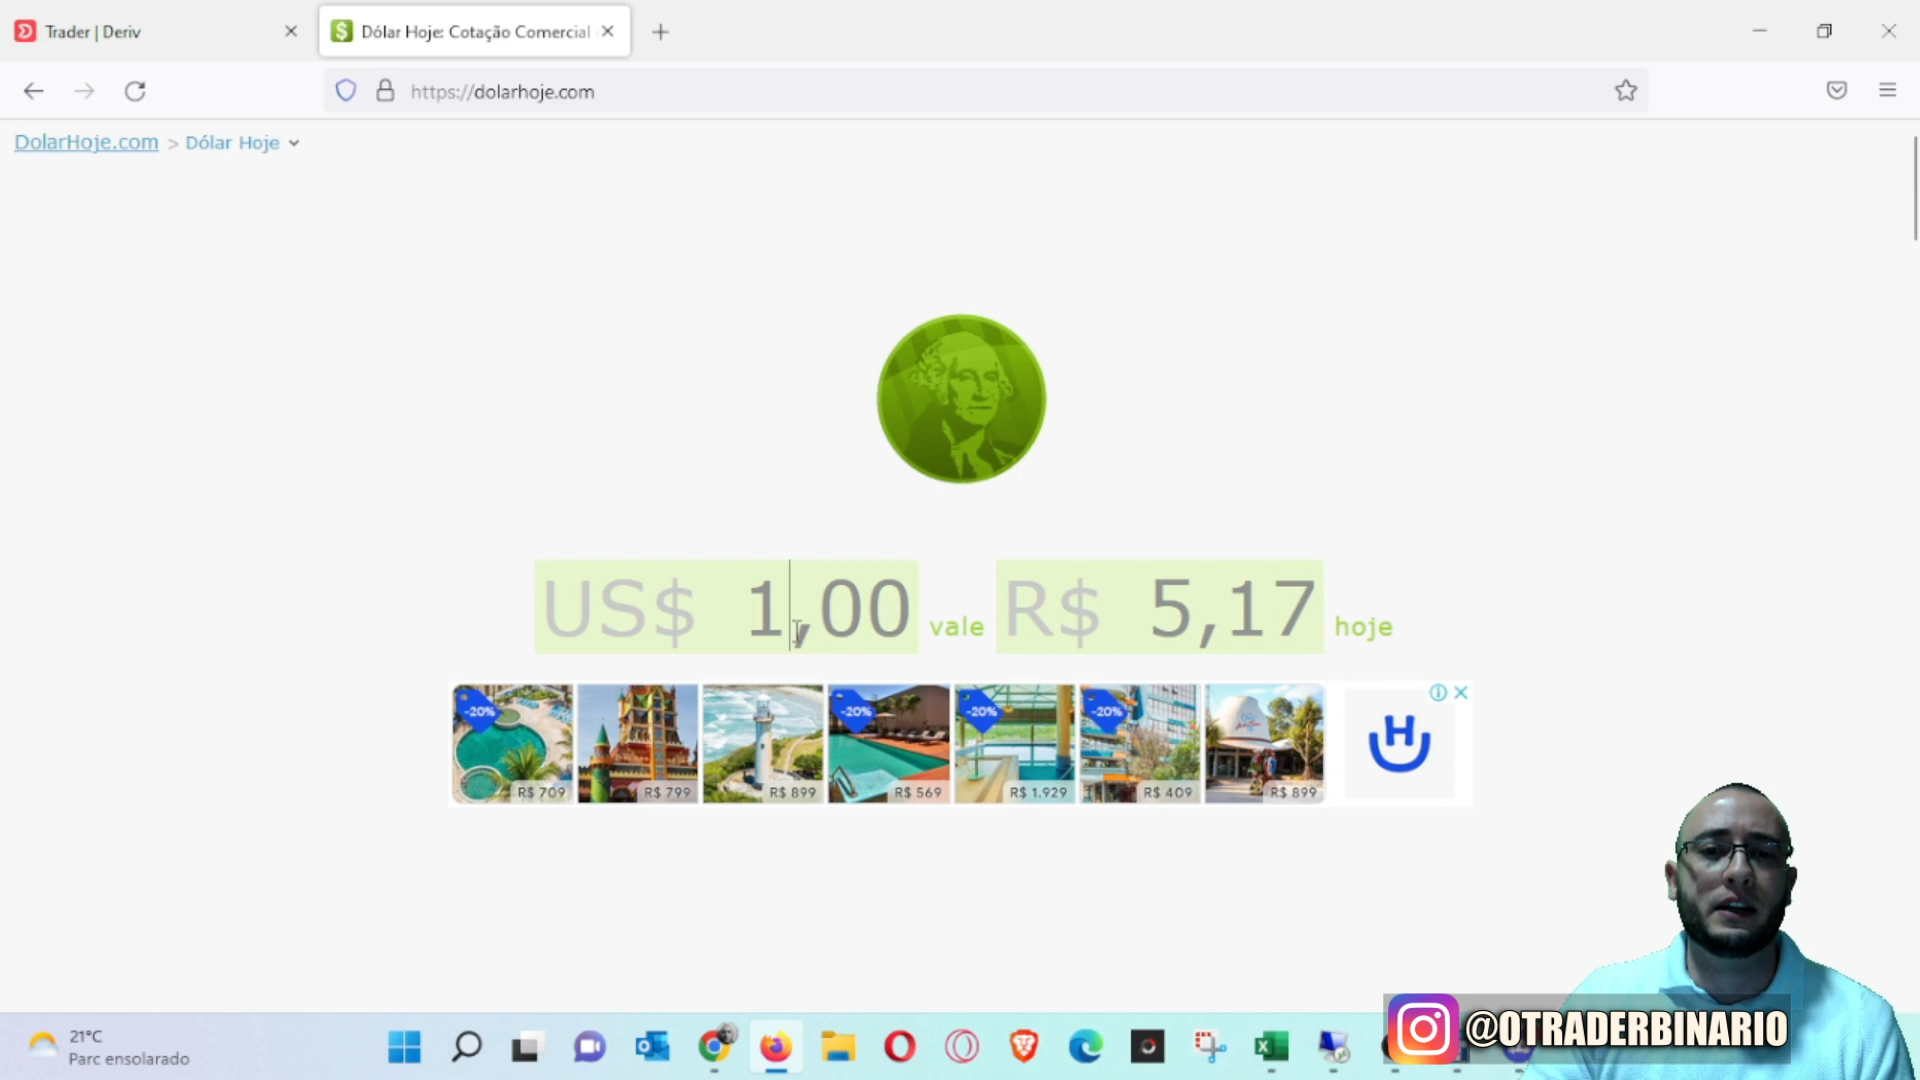 Trader | Deriv
Dólar Hoje: Cotação Comercial
https://dolarhoje.com
DolarHoje.com > Dólar Hoje
US$ 1,00 vale R$ 5,17 hoje
-20% -20% -20% -20%
R$ 709 R$ 799 R$ 899 R$ 569 R$ 1.929 R$ 409 R$ 899
H
21°C
Parc ensolarado
@OTRADERBINARIO